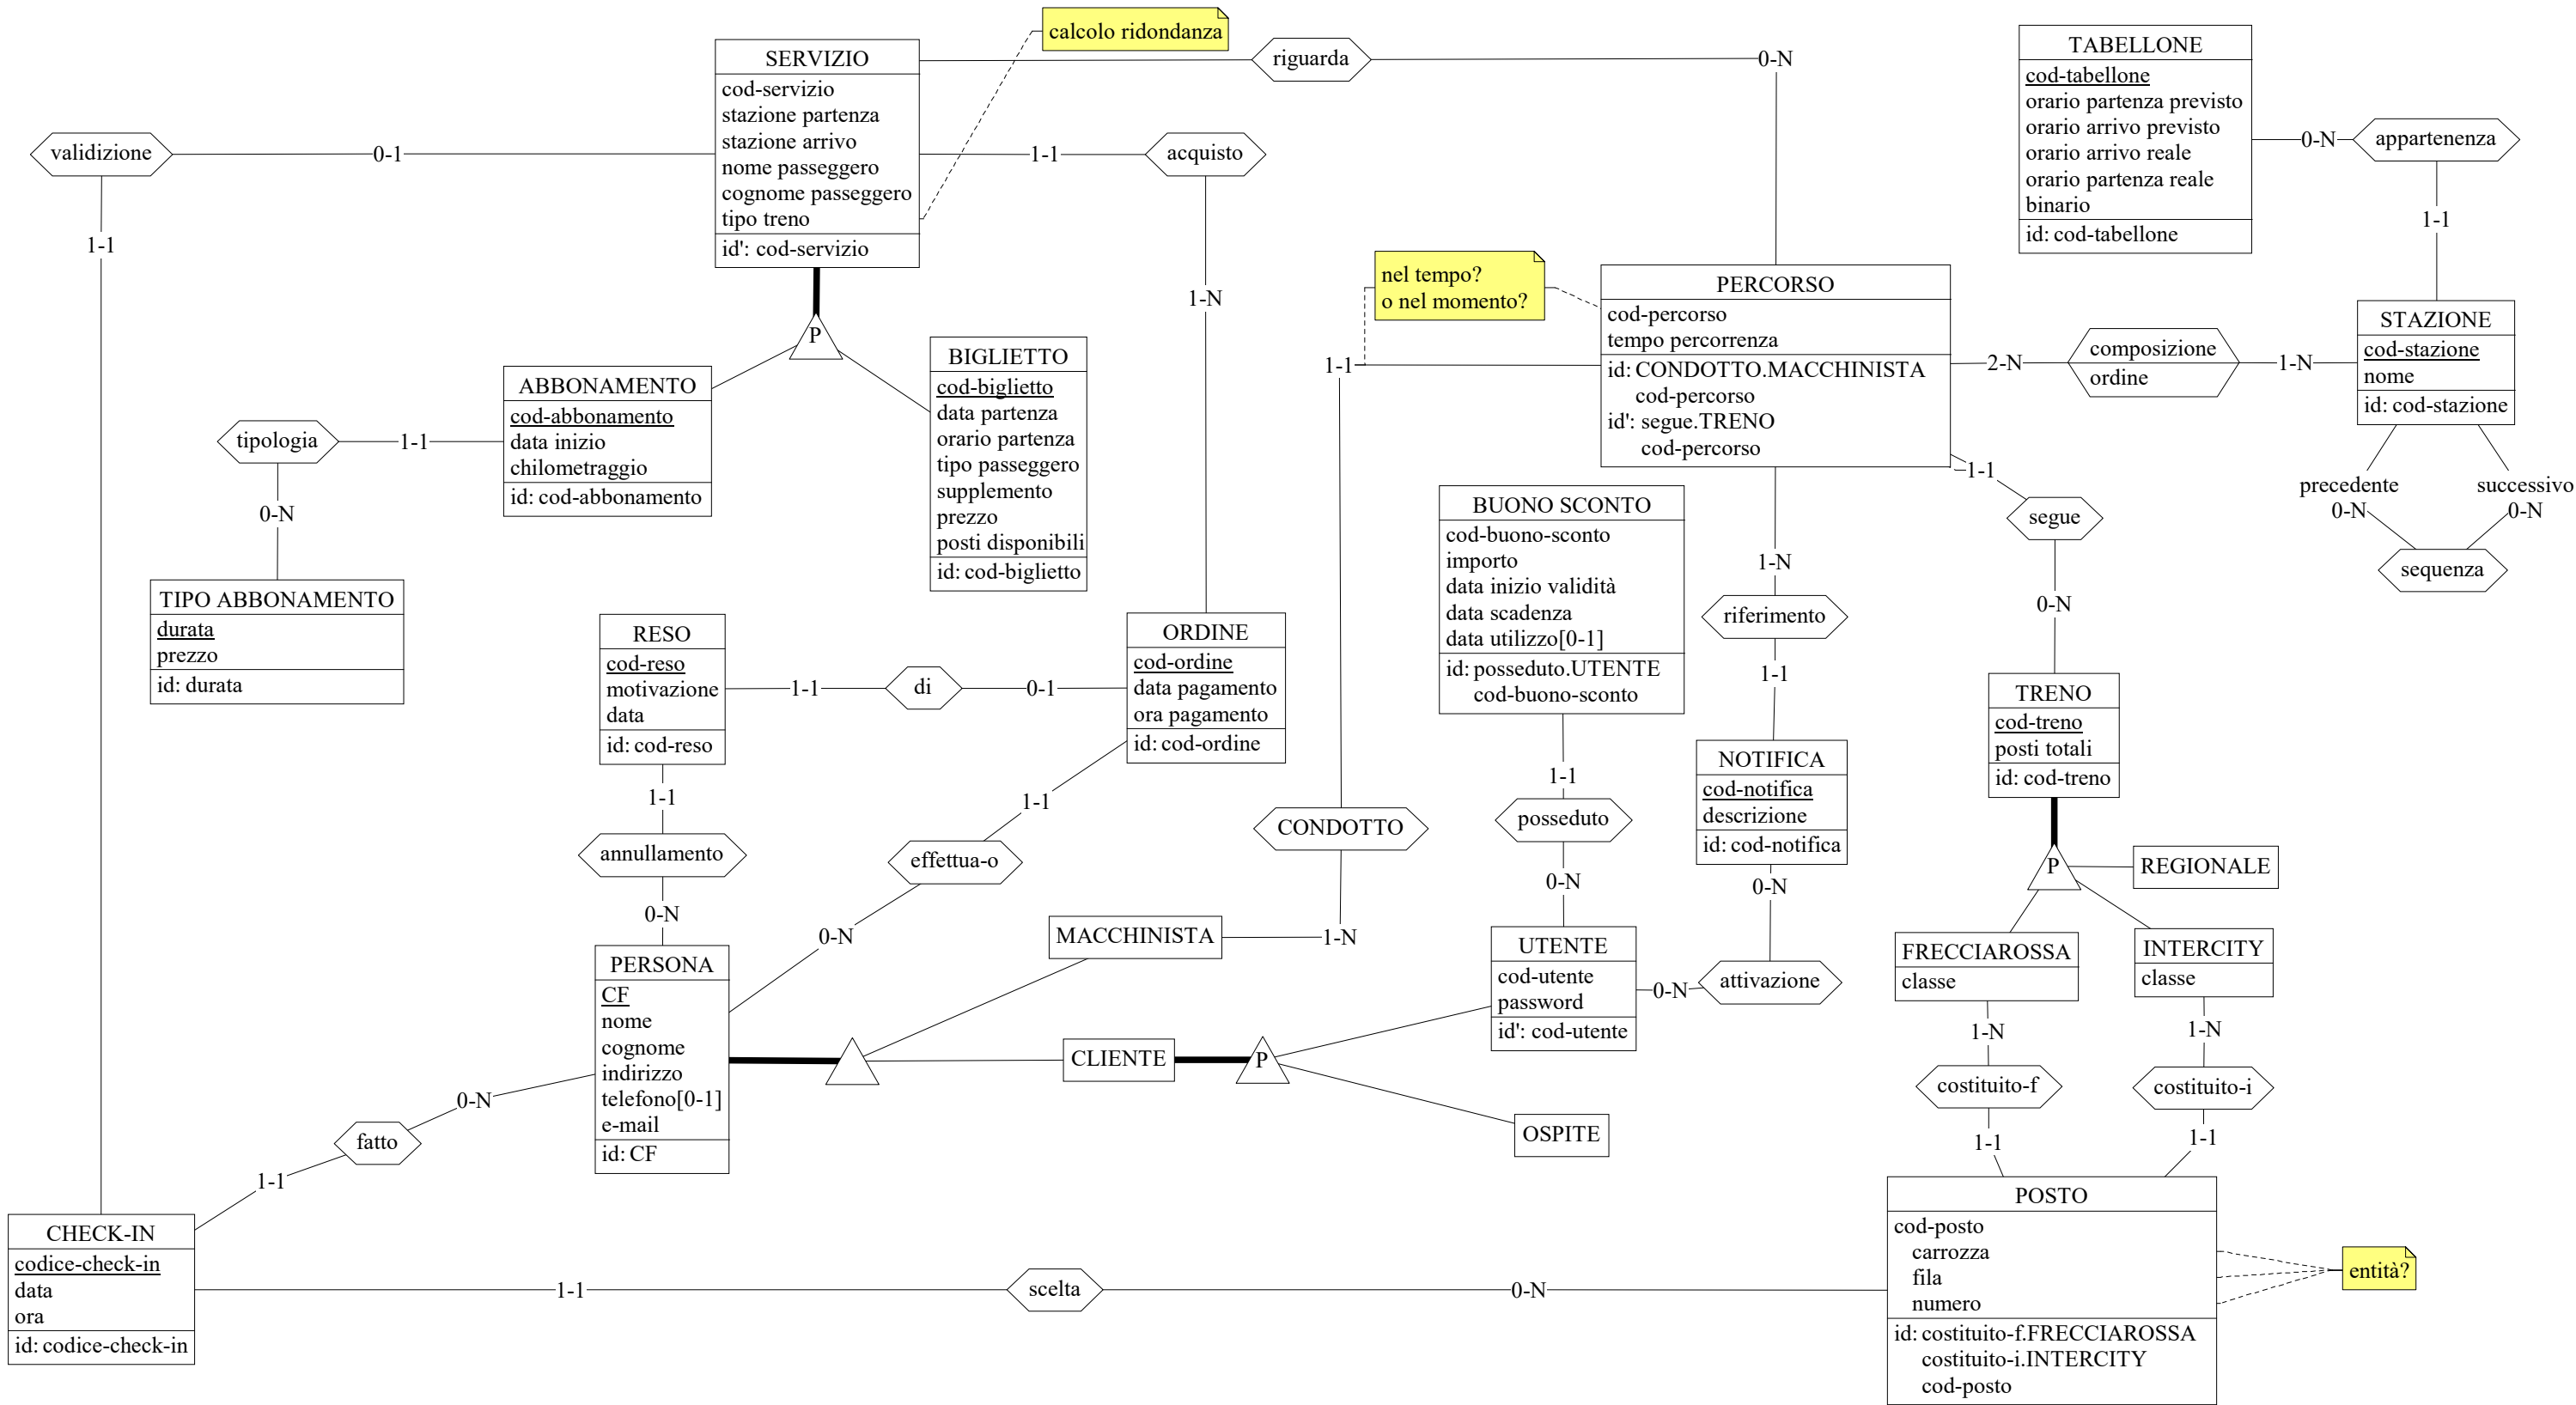 calcolo ridondanza
SERVIZIO
cod-servizio
stazione partenza
stazione arrivo
nome passeggero
cognome passeggero
tipo treno
id': cod-servizio
riguarda
0-N
TABELLONE
cod-tabellone
orario partenza previsto
orario arrivo previsto
orario arrivo reale
orario partenza reale
binario
id: cod-tabellone
0-N
appartenenza
1-1
validizione
0-1
1-1
1-1
acquisto
1-N
P
nel tempo?
o nel momento?
PERCORSO
cod-percorso
tempo percorrenza
id: CONDOTTO.MACCHINISTA
cod-percorso
id': segue.TRENO
cod-percorso
1-1
2-N
composizione
ordine
1-N
STAZIONE
cod-stazione
nome
id: cod-stazione
precedente
0-N
successivo
0-N
sequenza
ABBONAMENTO
cod-abbonamento
data inizio
chilometraggio
id: cod-abbonamento
BIGLIETTO
cod-biglietto
data partenza
orario partenza
tipo passeggero
supplemento
prezzo
posti disponibili
id: cod-biglietto
tipologia
1-1
0-N
TIPO ABBONAMENTO
durata
prezzo
id: durata
BUONO SCONTO
cod-buono-sconto
importo
data inizio validità
data scadenza
data utilizzo[0-1]
id: posseduto.UTENTE
cod-buono-sconto
1-1
segue
0-N
1-N
riferimento
1-1
RESO
cod-reso
motivazione
data
id: cod-reso
1-1
di
0-1
ORDINE
cod-ordine
data pagamento
ora pagamento
id: cod-ordine
TRENO
cod-treno
posti totali
id: cod-treno
NOTIFICA
cod-notifica
descrizione
id: cod-notifica
1-1
annullamento
0-N
1-1
effettua-o
0-N
CONDOTTO
1-N
1-1
posseduto
0-N
0-N
attivazione
0-N
P
REGIONALE
FRECCIAROSSA
classe
INTERCITY
classe
MACCHINISTA
UTENTE
cod-utente
password
id': cod-utente
PERSONA
CF
nome
cognome
indirizzo
telefono[0-1]
e-mail
id: CF
CLIENTE
P
OSPITE
1-N
costituito-f
1-1
1-N
costituito-i
1-1
0-N
fatto
1-1
CHECK-IN
codice-check-in
data
ora
id: codice-check-in
1-1
scelta
0-N
POSTO
cod-posto
carrozza
fila
numero
id: costituito-f.FRECCIAROSSA
costituito-i.INTERCITY
cod-posto
entità?